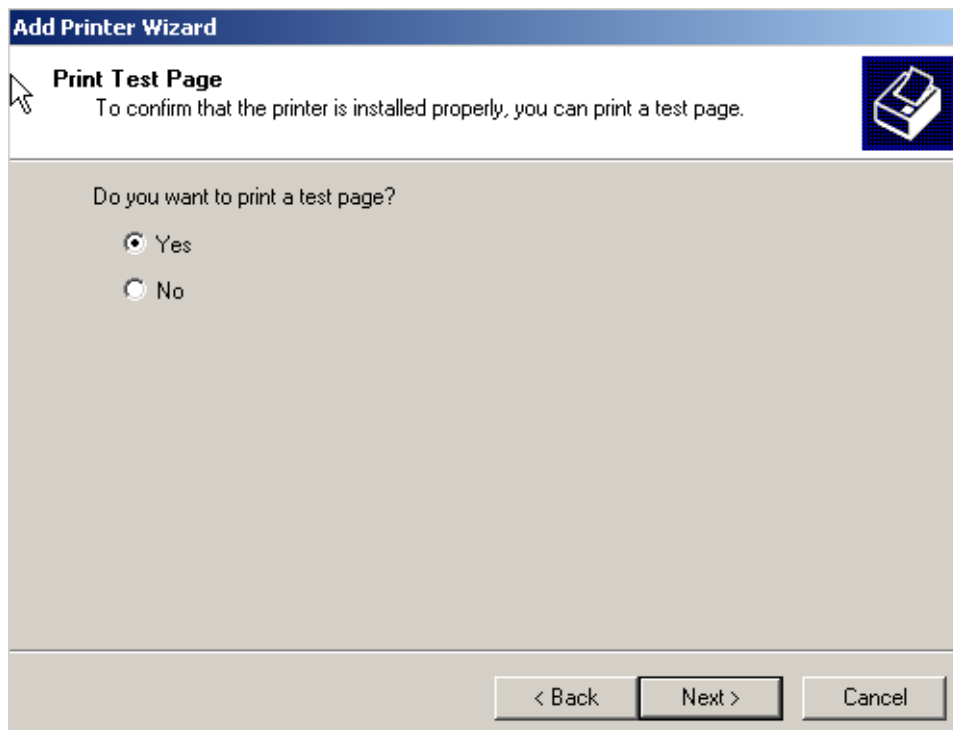 Add Printer Wizard
Print Test Page
To confirm that the printer is installed properly, you can print a test page.
Do you want to print a test page?
Yes
No
< Back Next > Cancel